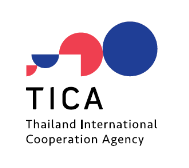 TICA
Thailand International
Cooperation Agency